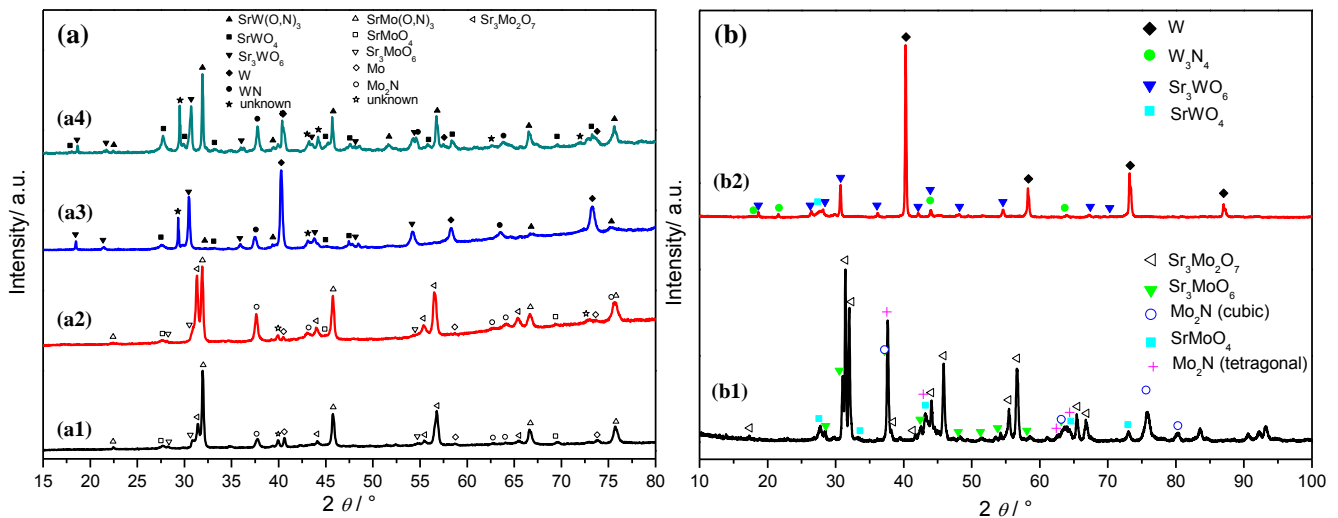 (a)
▲ SrW(O,N)₃
■ SrWO₄
▼ Sr₃WO₆
◆ W
● WN
★ unknown
△ SrMo(O,N)₃
□ SrMoO₄
▽ Sr₃MoO₆
◇ Mo
○ Mo₂N
☆ unknown
◁ Sr₃Mo₂O₇
(a4)
(a3)
(a2)
(a1)
Intensity/ a.u.
15 20 25 30 35 40 45 50 55 60 65 70 75 80
2 θ / °
(b)
◆ W
● W₃N₄
▼ Sr₃WO₆
■ SrWO₄
(b2)
◁ Sr₃Mo₂O₇
▼ Sr₃MoO₆
○ Mo₂N (cubic)
■ SrMoO₄
+ Mo₂N (tetragonal)
(b1)
Intensity/ a.u.
10 20 30 40 50 60 70 80 90 100
2 θ / °